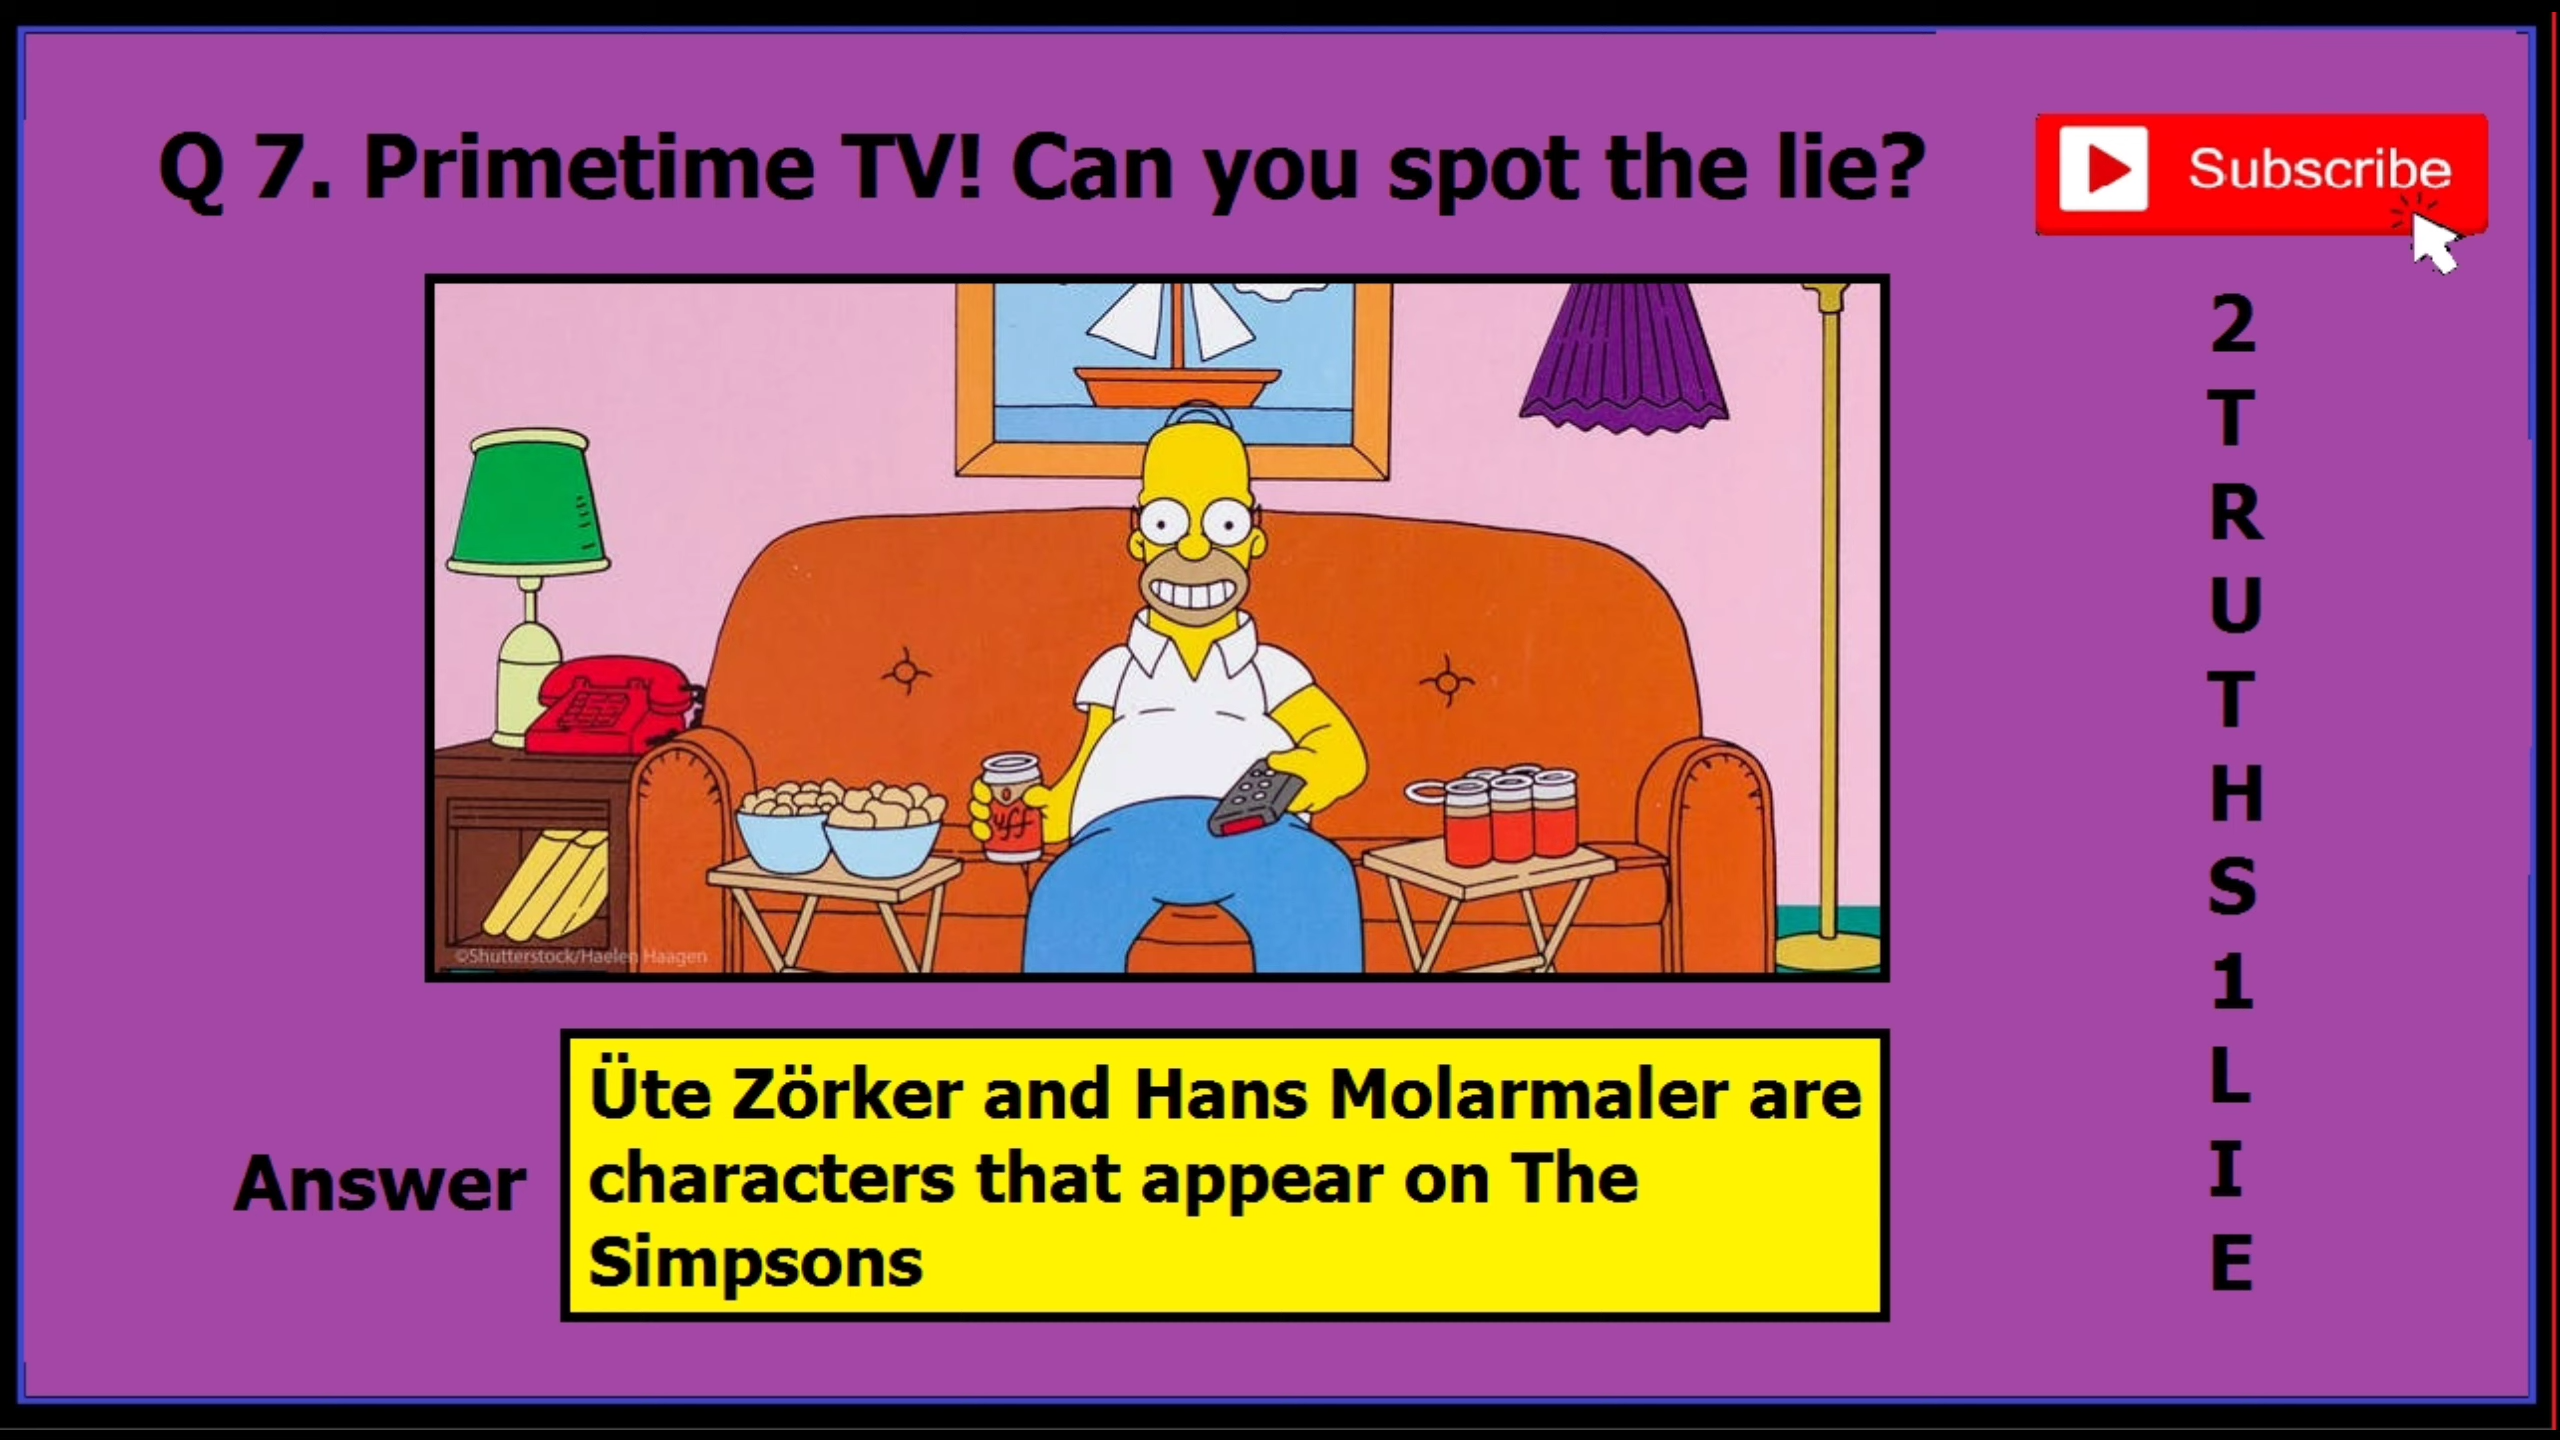 Q 7. Primetime TV! Can you spot the lie?
Subscribe
uff
©Shutterstock/Haelen Haagen
Answer
Üte Zörker and Hans Molarmaler are
characters that appear on The
Simpsons
2
T
R
U
T
H
S
1
L
I
E